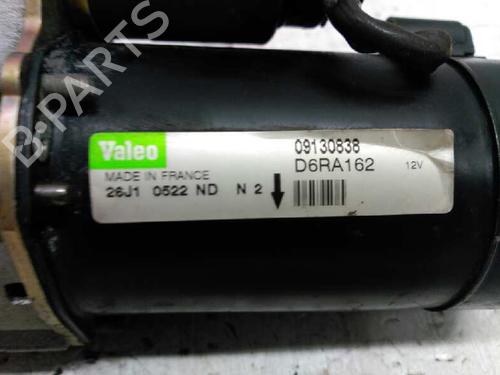 Valeo
09130838
D6RA162 12V
MADE IN FRANCE
26J1 0522 ND N 2
B-PARTS